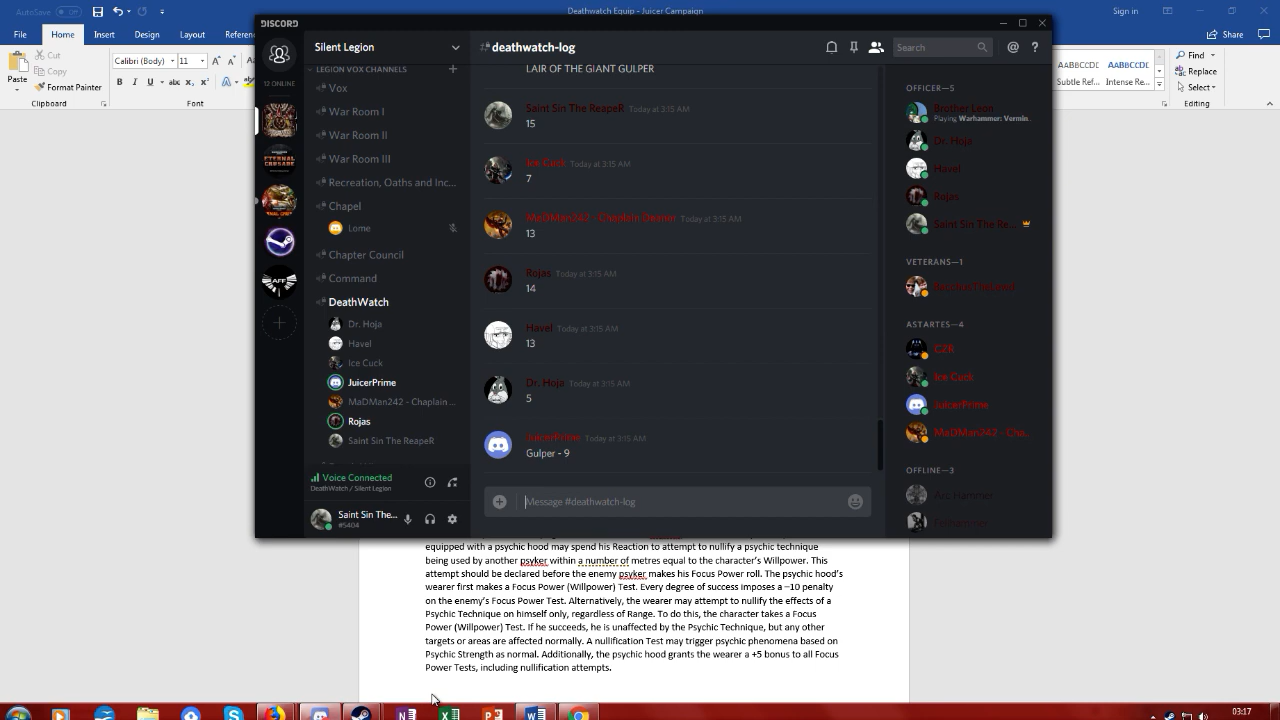 AutoSave Off
Deathwatch Equip - Juicer Campaign
Sign in
File Home Insert Design Layout
Share
Paste
Cut
Copy
Format Painter
Clipboard
Calibri (Body) 11
B I U abc
Font
AABBCCDI AABBCCDI
Subtle Ref... Intense Re...
Find
Replace
Select
Editing
DISCORD
12 ONLINE
Silent Legion
LEGION VOX CHANNELS
Vox
War Room I
War Room II
War Room III
Recreation, Oaths and Inc...
Chapel
Lome
Chapter Council
Command
DeathWatch
Dr. Hoja
Havel
Ice Cuck
JuicerPrime
MaDMan242 - Chaplain ...
Rojas
Saint Sin The ReapeR
Voice Connected
DeathWatch / Silent Legion
Saint Sin The...
#5404
ETERNAL CRUSADE
AFF
#deathwatch-log
Search
LAIR OF THE GIANT GULPER
Saint Sin The ReapeR Today at 3:15 AM
15
Ice Cuck Today at 3:15 AM
7
MaDMan242 - Chaplain Deanor Today at 3:15 AM
13
Rojas Today at 3:15 AM
14
Havel Today at 3:15 AM
13
Dr. Hoja Today at 3:15 AM
5
JuicerPrime Today at 3:15 AM
Gulper - 9
Message #deathwatch-log
OFFICER—5
Brother Leon
Playing Warhammer: Vermin...
Dr. Hoja
Havel
Rojas
Saint Sin The Re...
VETERANS—1
ASTARTES—4
CZR
Ice Cuck
JuicerPrime
MaDMan242 - Cha...
OFFLINE—3
equipped with a psychic hood may spend his Reaction to attempt to nullify a psychic technique
being used by another psyker within a number of metres equal to the character's Willpower. This
attempt should be declared before the enemy psyker makes his Focus Power roll. The psychic hood's
wearer first makes a Focus Power (Willpower) Test. Every degree of success imposes a –10 penalty
on the enemy's Focus Power Test. Alternatively, the wearer may attempt to nullify the effects of a
Psychic Technique on himself only, regardless of Range. To do this, the character takes a Focus
Power (Willpower) Test. If he succeeds, he is unaffected by the Psychic Technique, but any other
targets or areas are affected normally. A nullification Test may trigger psychic phenomena based on
Psychic Strength as normal. Additionally, the psychic hood grants the wearer a +5 bonus to all Focus
Power Tests, including nullification attempts.
03:17